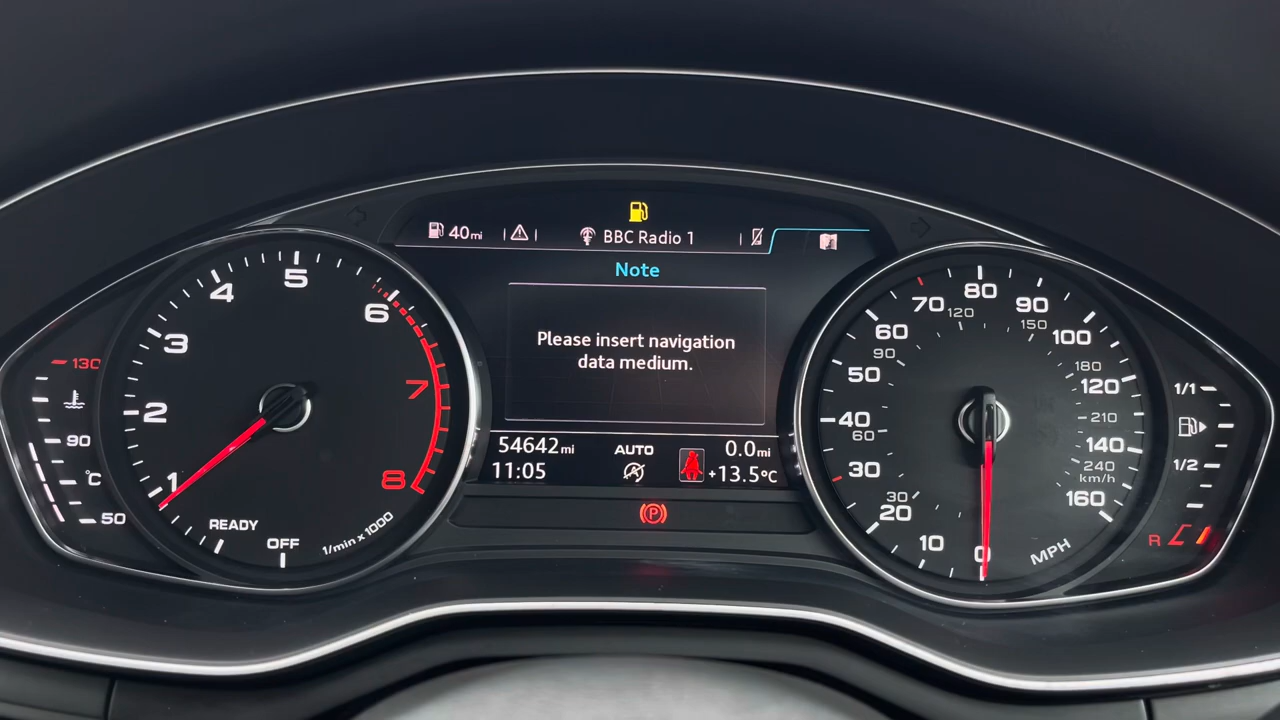 40mi
BBC Radio 1
Note
Please insert navigation
data medium.
54642mi
AUTO
0.0mi
11:05
+13.5°C
P
1
2
3
4
5
6
7
8
READY
OFF
1/min x 1000
130
90
°C
50
0
10
20
30
40
50
60
70
80
90
100
120
140
160
MPH
30
60
90
120
150
180
210
240
km/h
1/1
1/2
R